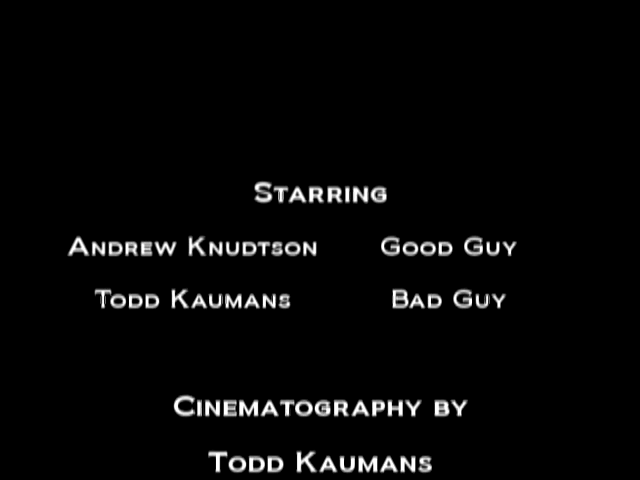 Starring
Andrew Knudtson Good Guy
Todd Kaumans Bad Guy
Cinematography by
Todd Kaumans